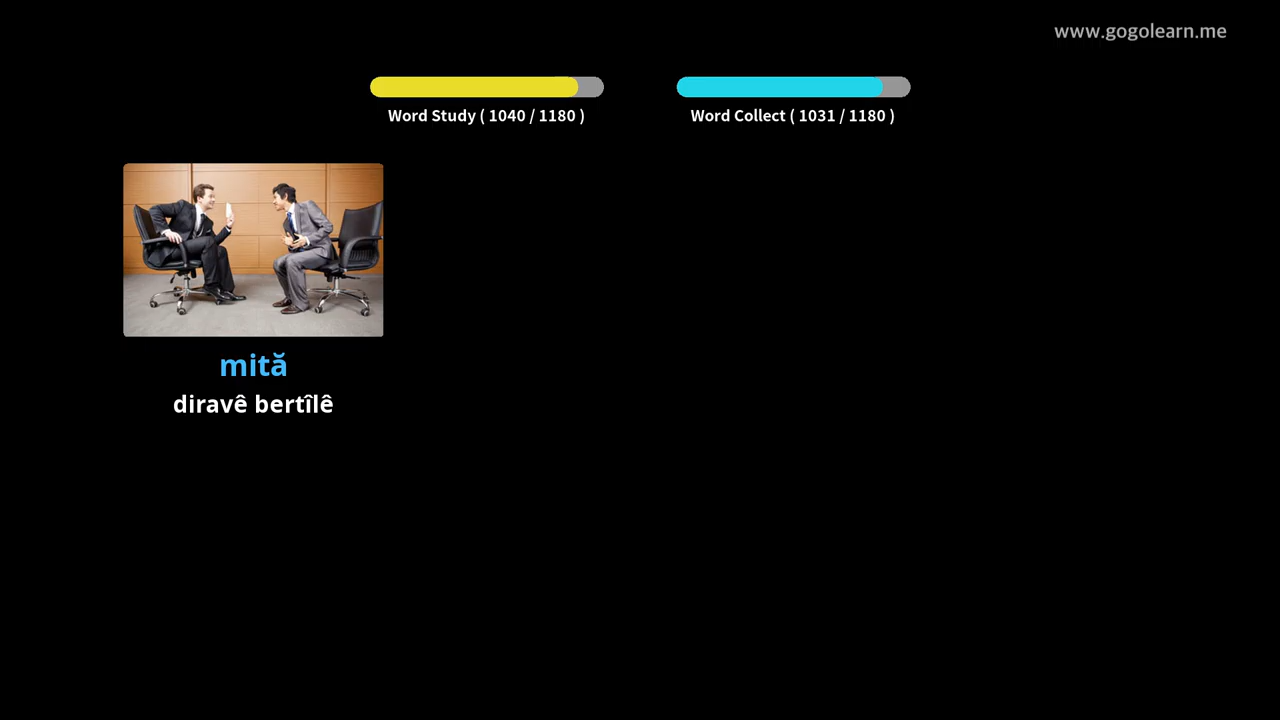 www.gogolearn.me
Word Study ( 1040 / 1180 )
Word Collect ( 1031 / 1180 )
mită
diravê bertîlê